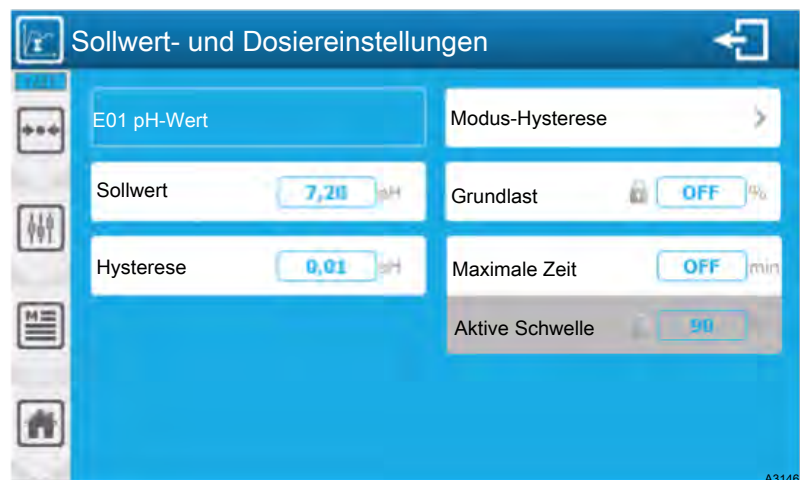 Sollwert- und Dosiereinstellungen
E01 pH-Wert
Modus-Hysterese
Sollwert 7,20 pH
Grundlast OFF %
Hysterese 0,01 pH
Maximale Zeit OFF min
Aktive Schwelle 90
M
A3146